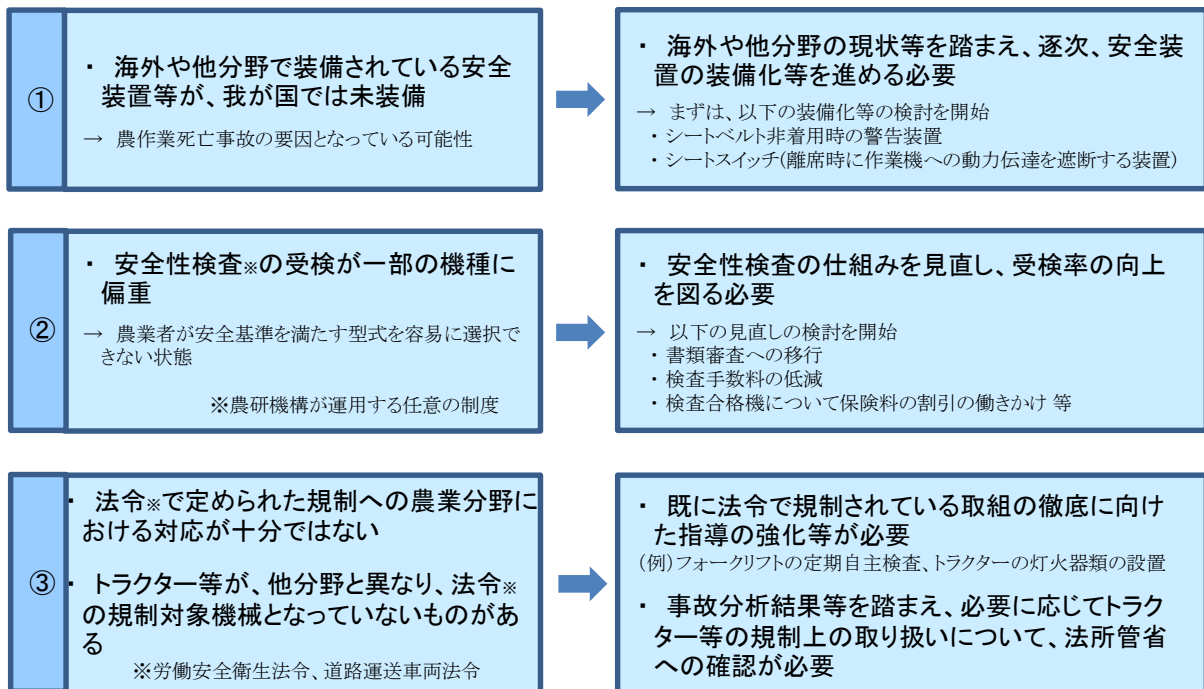 ①
・ 海外や他分野で装備されている安全
装置等が、我が国では未装備
→ 農作業死亡事故の要因となっている可能性
・ 海外や他分野の現状等を踏まえ、逐次、安全装
置の装備化等を進める必要
→ まずは、以下の装備化等の検討を開始
・シートベルト非着用時の警告装置
・シートスイッチ(離席時に作業機への動力伝達を遮断する装置)
②
・ 安全性検査※の受検が一部の機種に
偏重
→ 農業者が安全基準を満たす型式を容易に選択で
きない状態
※農研機構が運用する任意の制度
・ 安全性検査の仕組みを見直し、受検率の向上
を図る必要
→ 以下の見直しの検討を開始
・書類審査への移行
・検査手数料の低減
・検査合格機について保険料の割引の働きかけ 等
③
・ 法令※で定められた規制への農業分野に
おける対応が十分ではない
・ トラクター等が、他分野と異なり、法令※
の規制対象機械となっていないものがあ
る
※労働安全衛生法令、道路運送車両法令
・ 既に法令で規制されている取組の徹底に向け
た指導の強化等が必要
(例)フォークリフトの定期自主検査、トラクターの灯火器類の設置
・ 事故分析結果等を踏まえ、必要に応じてトラク
ター等の規制上の取り扱いについて、法所管省
への確認が必要